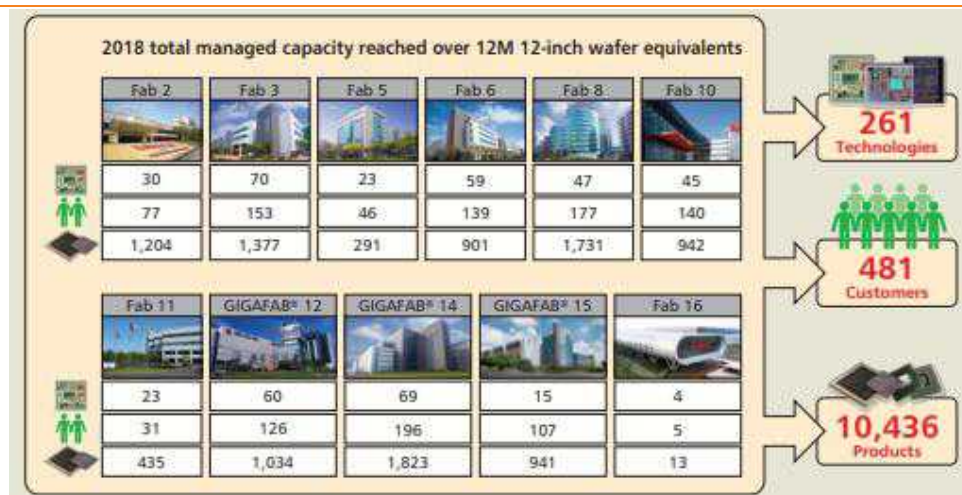 2018 total managed capacity reached over 12M 12-inch wafer equivalents
Fab 2 Fab 3 Fab 5 Fab 6 Fab 8 Fab 10
30 70 23 59 47 45
77 153 46 139 177 140
1,204 1,377 291 901 1,731 942
Fab 11 GIGAFAB® 12 GIGAFAB® 14 GIGAFAB® 15 Fab 16
23 60 69 15 4
31 126 196 107 5
435 1,034 1,823 941 13
261
Technologies
481
Customers
10,436
Products